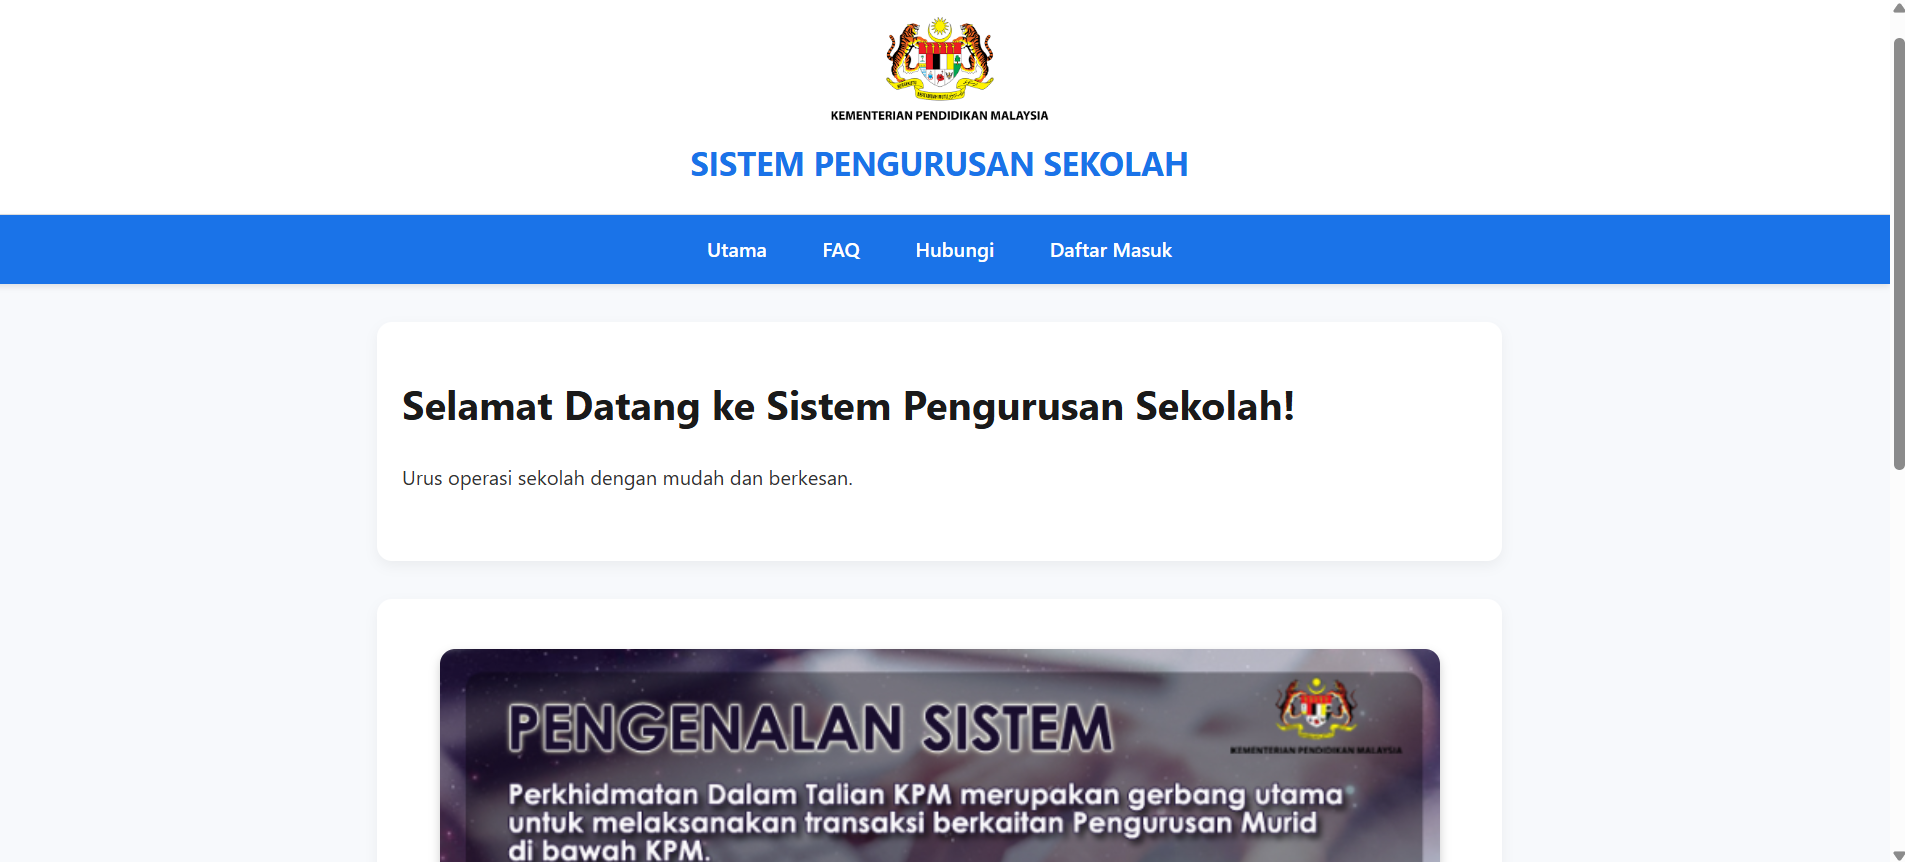 KEMENTERIAN PENDIDIKAN MALAYSIA
SISTEM PENGURUSAN SEKOLAH
Utama
FAQ
Hubungi
Daftar Masuk
Selamat Datang ke Sistem Pengurusan Sekolah!
Urus operasi sekolah dengan mudah dan berkesan.
PENGENALAN SISTEM
KEMENTERIAN PENDIDIKAN MALAYSIA
Perkhidmatan Dalam Talian KPM merupakan gerbang utama
untuk melaksanakan transaksi berkaitan Pengurusan Murid
di bawah KPM.